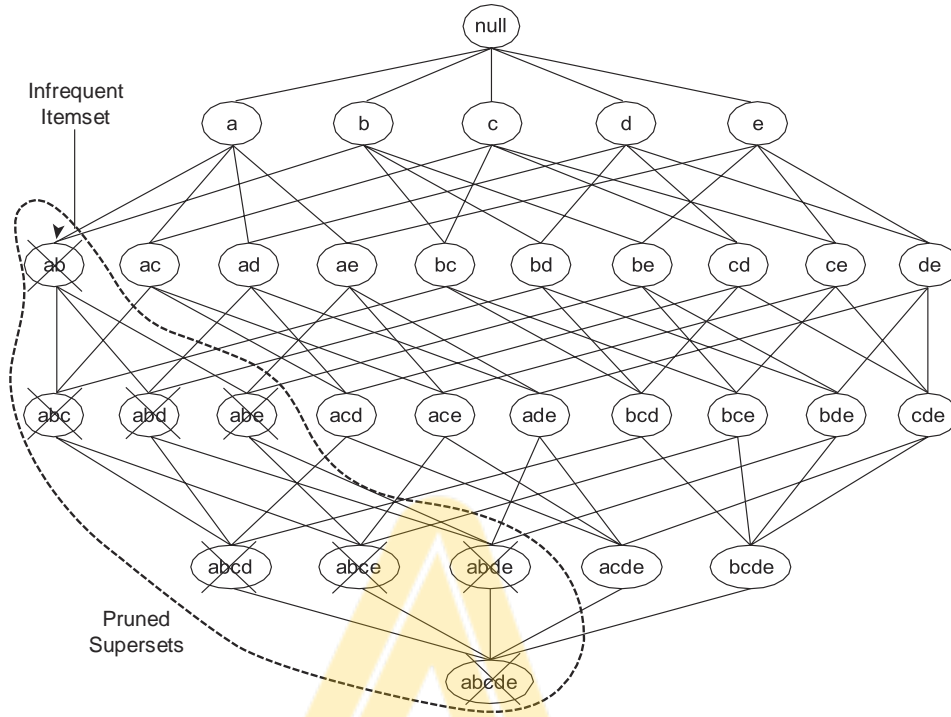 null
Infrequent
Itemset
a b c d e
ab ac ad ae bc bd be cd ce de
abc abd abe acd ace ade bcd bce bde cde
abcd abce abde acde bcde
Pruned
Supersets
abcde